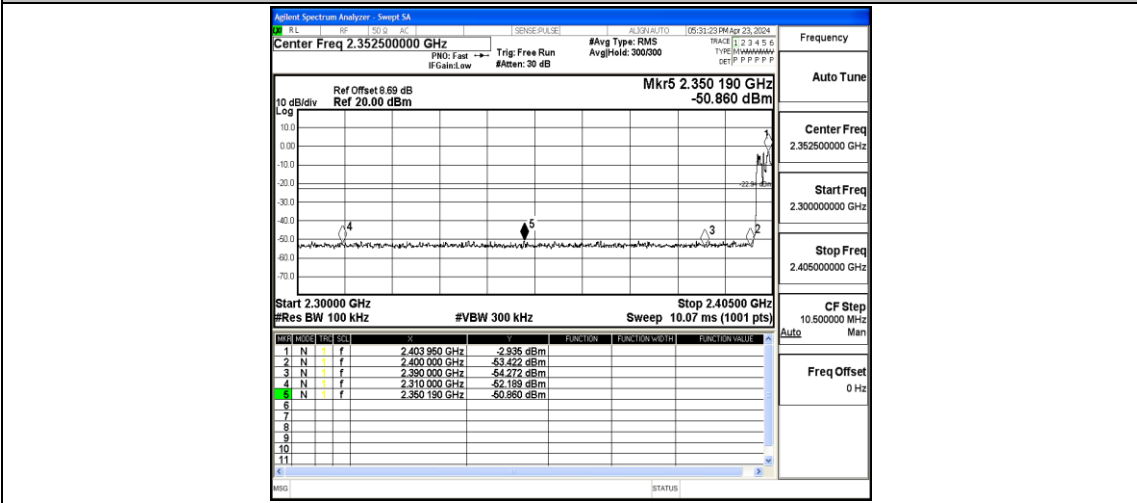 Agilent Spectrum Analyzer - Swept SA
RL RF 50 Ω AC SENSE:PULSE ALIGN AUTO 05:31:23 PM Apr 23, 2024
Center Freq 2.352500000 GHz
PNO: Fast
IFGain:Low
Trig: Free Run
#Atten: 30 dB
#Avg Type: RMS
Avg|Hold: 300/300
TRACE 1 2 3 4 5 6
TYPE M
DET P P P P P P
Frequency
Mkr5 2.350 190 GHz
-50.860 dBm
Ref Offset 8.69 dB
10 dB/div Ref 20.00 dBm
Log
10.0
0.00
-10.0
-20.0
-30.0
-40.0
-50.0
-60.0
-70.0
1
4
5
3
2
Start 2.30000 GHz Stop 2.40500 GHz
#Res BW 100 kHz #VBW 300 kHz Sweep 10.07 ms (1001 pts)
MKR MODE TRC SCL X Y FUNCTION FUNCTION WIDTH FUNCTION VALUE
1 N 1 f 2.403 950 GHz -2.935 dBm
2 N 1 f 2.400 000 GHz -53.422 dBm
3 N 1 f 2.390 000 GHz -54.272 dBm
4 N 1 f 2.310 000 GHz -52.189 dBm
5 N 1 f 2.350 190 GHz -50.860 dBm
6
7
8
9
10
11
MSG STATUS
Auto Tune
Center Freq
2.352500000 GHz
Start Freq
2.300000000 GHz
Stop Freq
2.405000000 GHz
CF Step
10.500000 MHz
Auto Man
Freq Offset
0 Hz